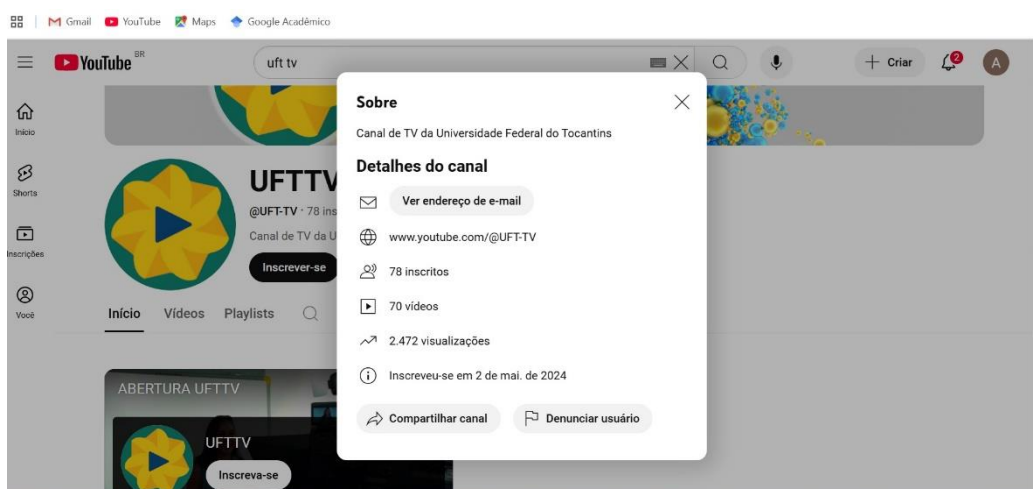 Gmail YouTube Maps Google Acadêmico
YouTube BR
uft tv
Criar
2
A
Início
Shorts
Inscrições
Você
UFTTV
@UFT-TV · 78 ins
Canal de TV da U
Inscrever-se
Início Vídeos Playlists
ABERTURA UFTTV
UFTTV
Inscreva-se
Sobre
Canal de TV da Universidade Federal do Tocantins
Detalhes do canal
Ver endereço de e-mail
www.youtube.com/@UFT-TV
78 inscritos
70 vídeos
2.472 visualizações
Inscreveu-se em 2 de mai. de 2024
Compartilhar canal Denunciar usuário